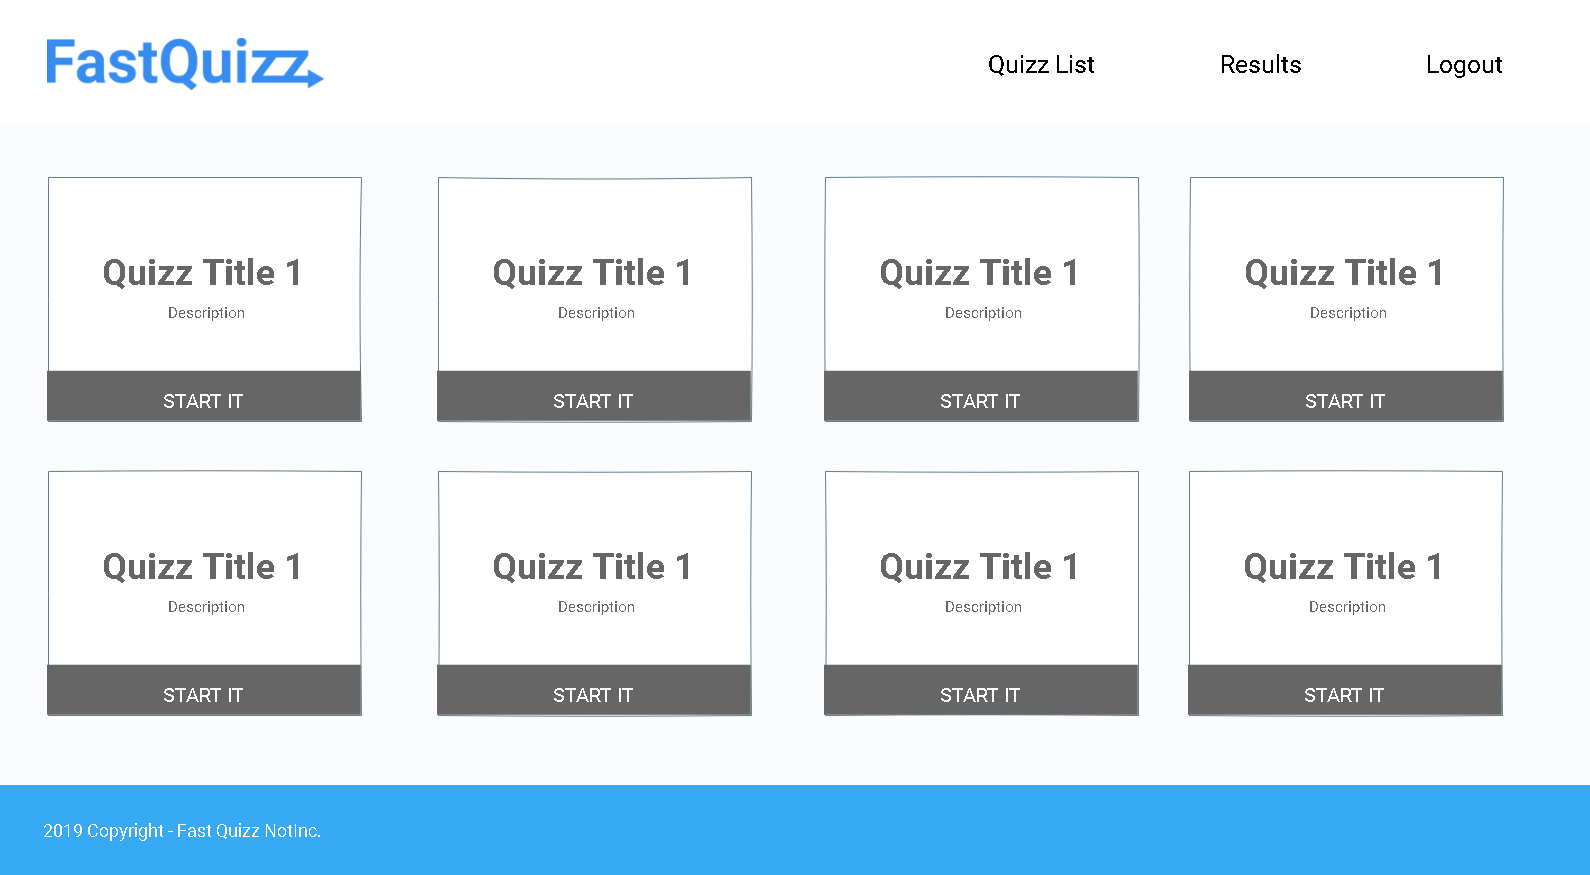 FastQuizz
Quizz List Results Logout
Quizz Title 1 Quizz Title 1 Quizz Title 1 Quizz Title 1
Description Description Description Description
START IT START IT START IT START IT
Quizz Title 1 Quizz Title 1 Quizz Title 1 Quizz Title 1
Description Description Description Description
START IT START IT START IT START IT
2019 Copyright - Fast Quizz NotInc.